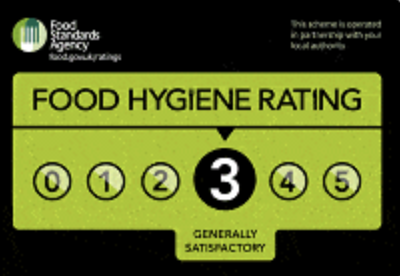 Food
Standards
Agency
food.gov.uk/ratings
This scheme is operated
in partnership with your
local authority
FOOD HYGIENE RATING
0 1 2 3 4 5
GENERALLY
SATISFACTORY